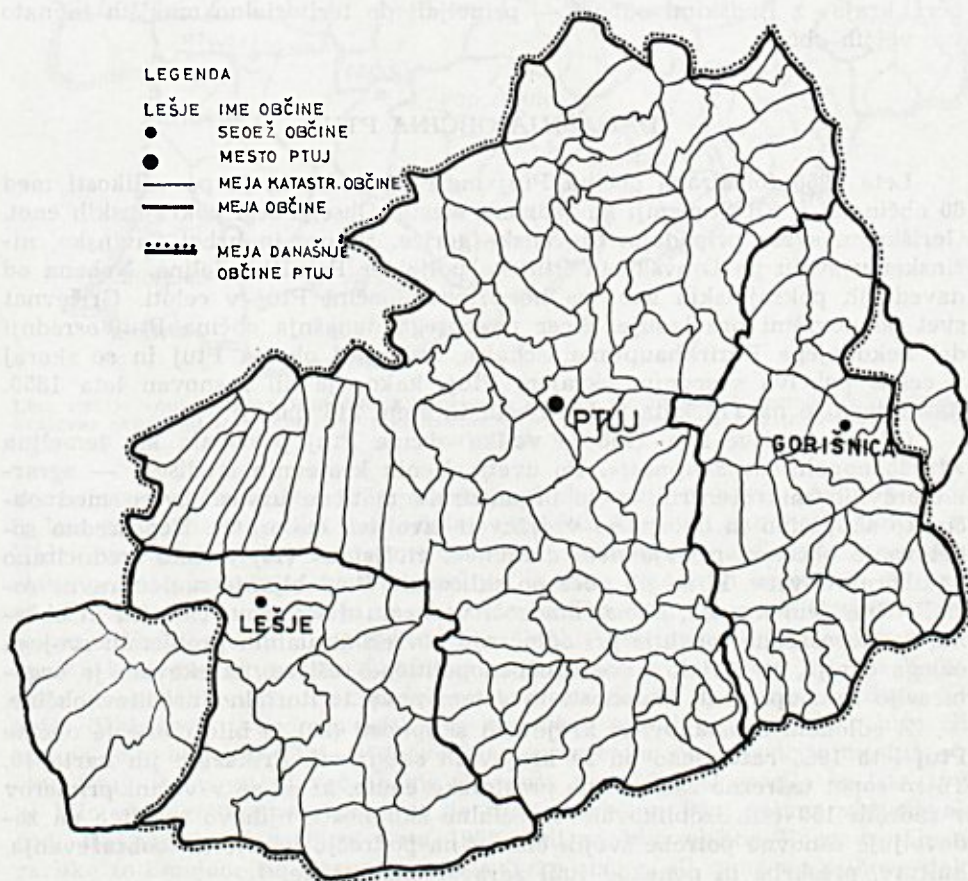 LEGENDA
LEŠJE IME OBČINE
SEOEŽ OBČINE
MESTO PTUJ
MEJA KATASTR. OBČINE
MEJA OBČINE
MEJA DANAŠNJE
OBČINE PTUJ
PTUJ
GORIŠNICA
LEŠJE